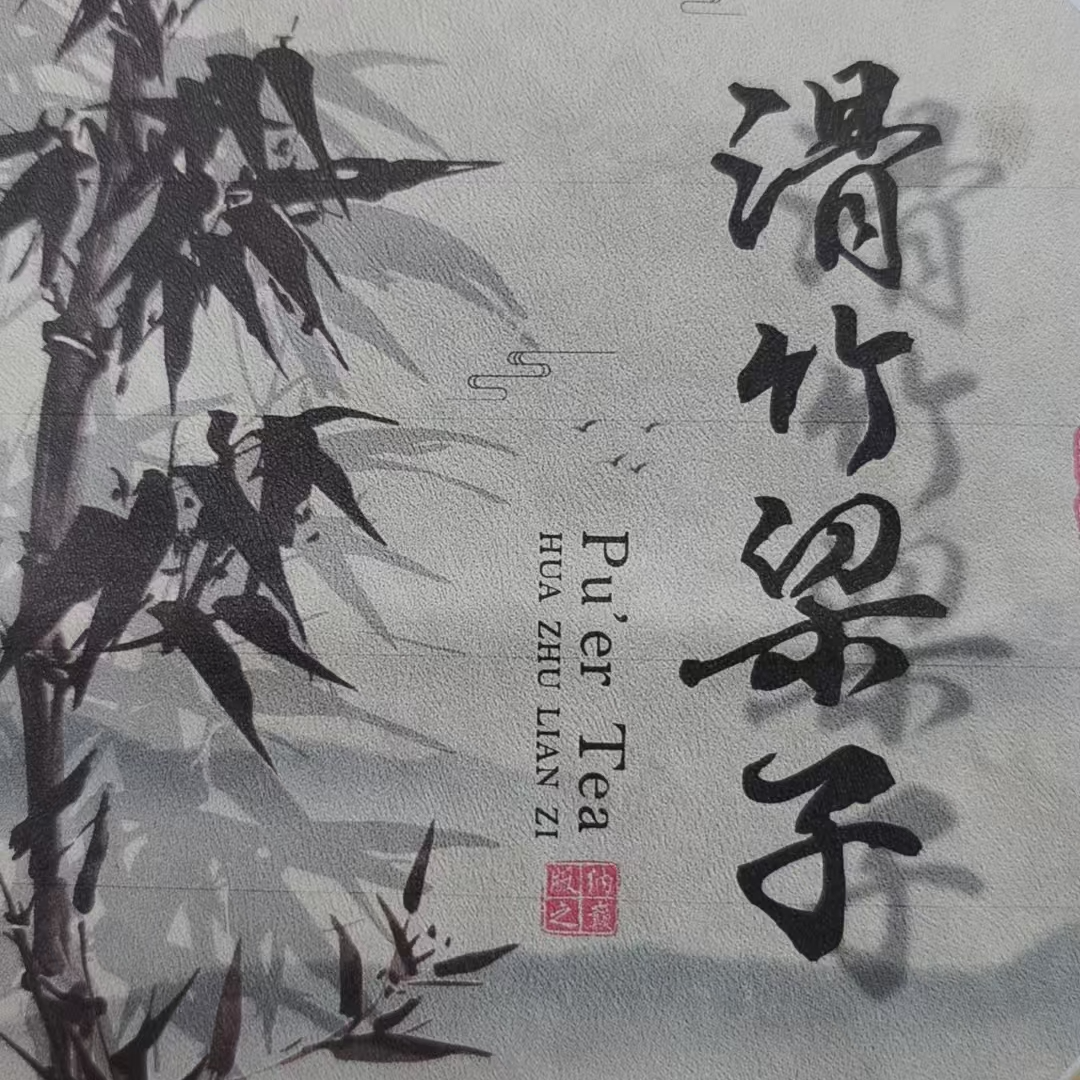 滑竹梁子
Pu'er Tea
HUA ZHU LIAN ZI